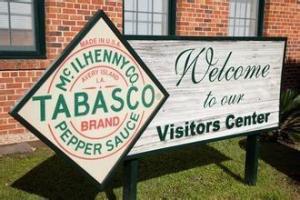 MADE IN U.S.A.
McILHENNY CO.
AVERY ISLAND
LA.
TABASCO
BRAND
PEPPER SAUCE
Welcome
to our
Visitors Center